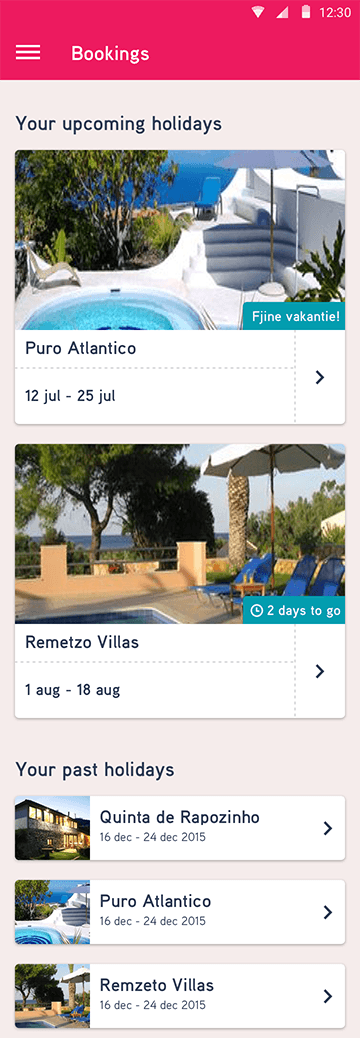 12:30
Bookings
Your upcoming holidays
Fjine vakantie!
Puro Atlantico
12 jul - 25 jul
2 days to go
Remetzo Villas
1 aug - 18 aug
Your past holidays
Quinta de Rapozinho
16 dec - 24 dec 2015
Puro Atlantico
16 dec - 24 dec 2015
Remzeto Villas
16 dec - 24 dec 2015